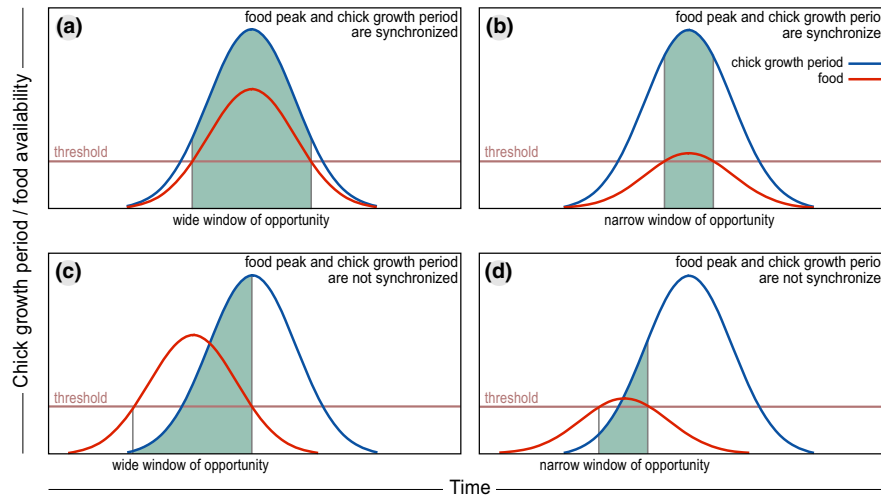 (a)
food peak and chick growth period
are synchronized
threshold
wide window of opportunity
(b)
food peak and chick growth perio
are synchronize
chick growth period
food
threshold
narrow window of opportunity
(c)
food peak and chick growth period
are not synchronized
threshold
wide window of opportunity
(d)
food peak and chick growth perio
are not synchronize
threshold
narrow window of opportunity
Chick growth period / food availability
Time